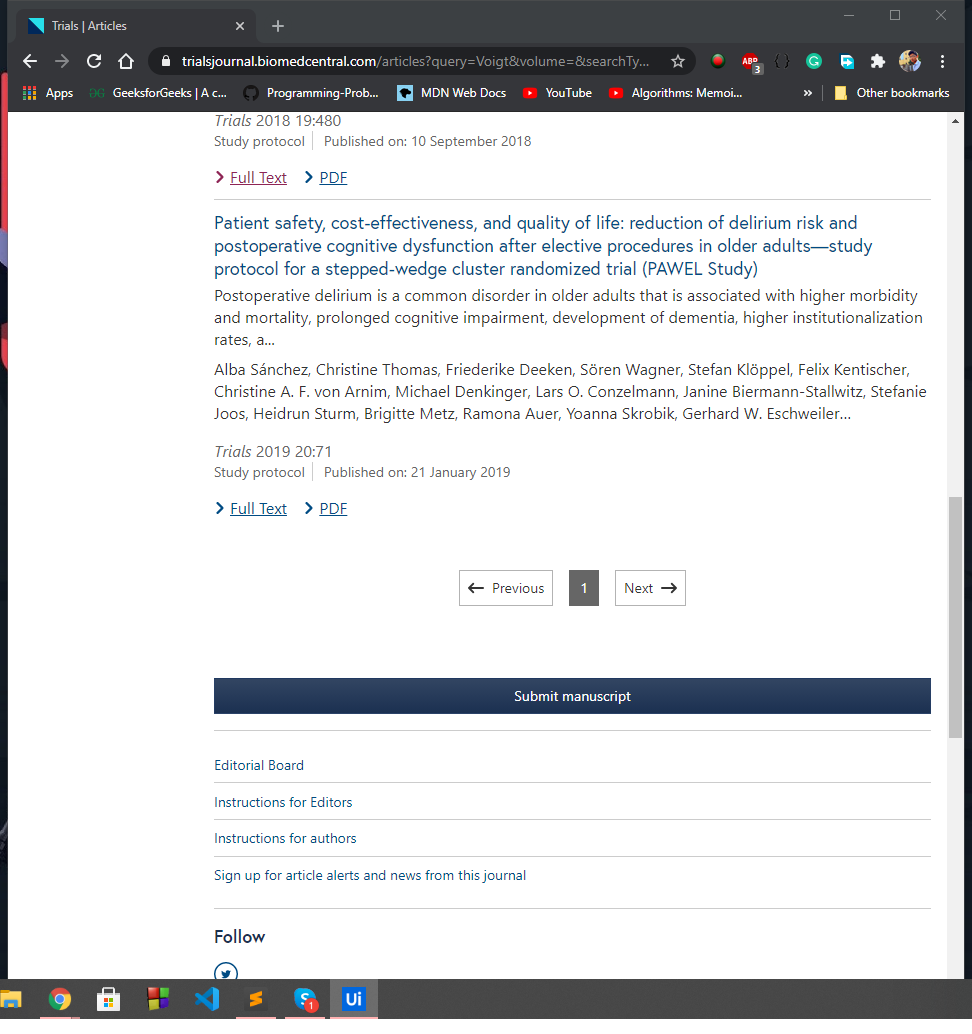 Trials | Articles
trialsjournal.biomedcentral.com/articles?query=Voigt&volume=&searchTy...
ABP
3
G
Apps
GeeksforGeeks | A c...
Programming-Prob...
MDN Web Docs
YouTube
Algorithms: Memoi...
»
Other bookmarks
Trials 2018 19:480
Study protocol Published on: 10 September 2018
Full Text PDF
Patient safety, cost-effectiveness, and quality of life: reduction of delirium risk and
postoperative cognitive dysfunction after elective procedures in older adults—study
protocol for a stepped-wedge cluster randomized trial (PAWEL Study)
Postoperative delirium is a common disorder in older adults that is associated with higher morbidity
and mortality, prolonged cognitive impairment, development of dementia, higher institutionalization
rates, a...
Alba Sánchez, Christine Thomas, Friederike Deeken, Sören Wagner, Stefan Klöppel, Felix Kentischer,
Christine A. F. von Arnim, Michael Denkinger, Lars O. Conzelmann, Janine Biermann-Stallwitz, Stefanie
Joos, Heidrun Sturm, Brigitte Metz, Ramona Auer, Yoanna Skrobik, Gerhard W. Eschweiler…
Trials 2019 20:71
Study protocol Published on: 21 January 2019
Full Text PDF
Previous 1 Next
Submit manuscript
Editorial Board
Instructions for Editors
Instructions for authors
Sign up for article alerts and news from this journal
Follow
S 1
Ui